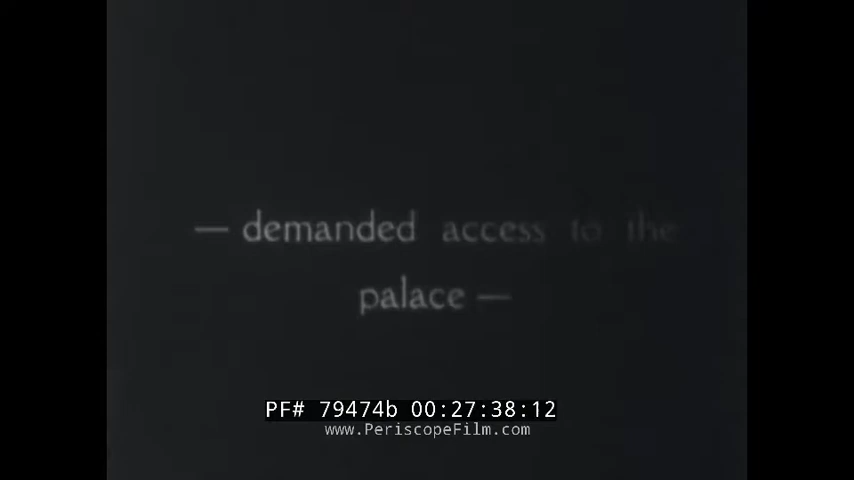 — demanded access to the
palace —
PF# 79474b 00:27:38:12
www.PeriscopeFilm.com